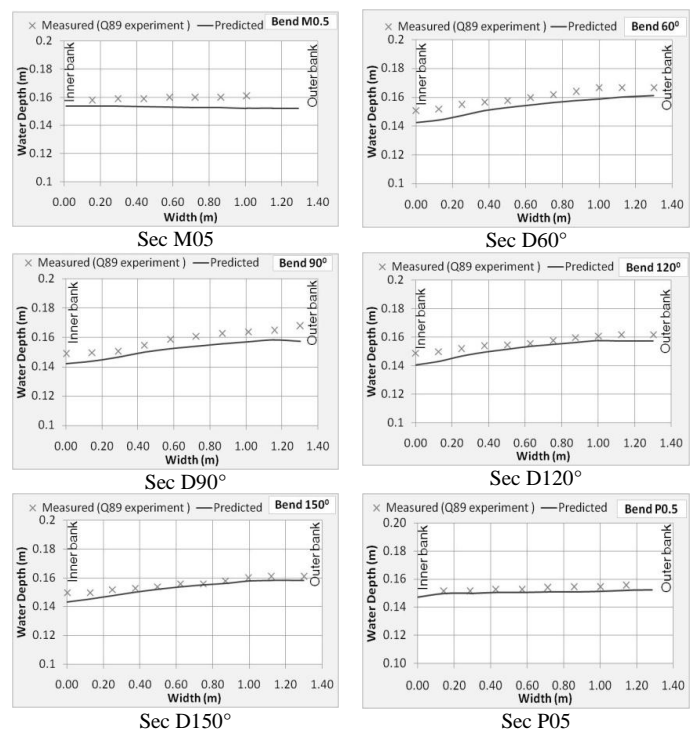 × Measured (Q89 experiment ) — Predicted
Bend M0.5
Water Depth (m)
0.2
0.18
0.16
0.14
0.12
0.1
Inner bank
Outer bank
0.00 0.20 0.40 0.60 0.80 1.00 1.20 1.40
Width (m)
Sec M05
× Measured (Q89 experiment ) — Predicted
Bend 60⁰
Water Depth (m)
0.2
0.18
0.16
0.14
0.12
0.1
Inner bank
Outer bank
0.00 0.20 0.40 0.60 0.80 1.00 1.20 1.40
Width (m)
Sec D60°
× Measured (Q89 experiment ) — Predicted
Bend 90⁰
Water Depth (m)
0.2
0.18
0.16
0.14
0.12
0.1
Inner bank
Outer bank
0.00 0.20 0.40 0.60 0.80 1.00 1.20 1.40
Width (m)
Sec D90°
× Measured (Q89 experiment ) — Predicted
Bend 120⁰
Water Depth (m)
0.2
0.18
0.16
0.14
0.12
0.1
Inner bank
Outer bank
0.00 0.20 0.40 0.60 0.80 1.00 1.20 1.40
Width (m)
Sec D120°
× Measured (Q89 experiment ) — Predicted
Bend 150⁰
Water Depth (m)
0.2
0.18
0.16
0.14
0.12
0.1
Inner bank
Outer bank
0.00 0.20 0.40 0.60 0.80 1.00 1.20 1.40
Width (m)
Sec D150°
× Measured (Q89 experiment ) — Predicted
Bend P0.5
Water Depth (m)
0.20
0.18
0.16
0.14
0.12
0.10
Inner bank
Outer bank
0.00 0.20 0.40 0.60 0.80 1.00 1.20 1.40
Width (m)
Sec P05